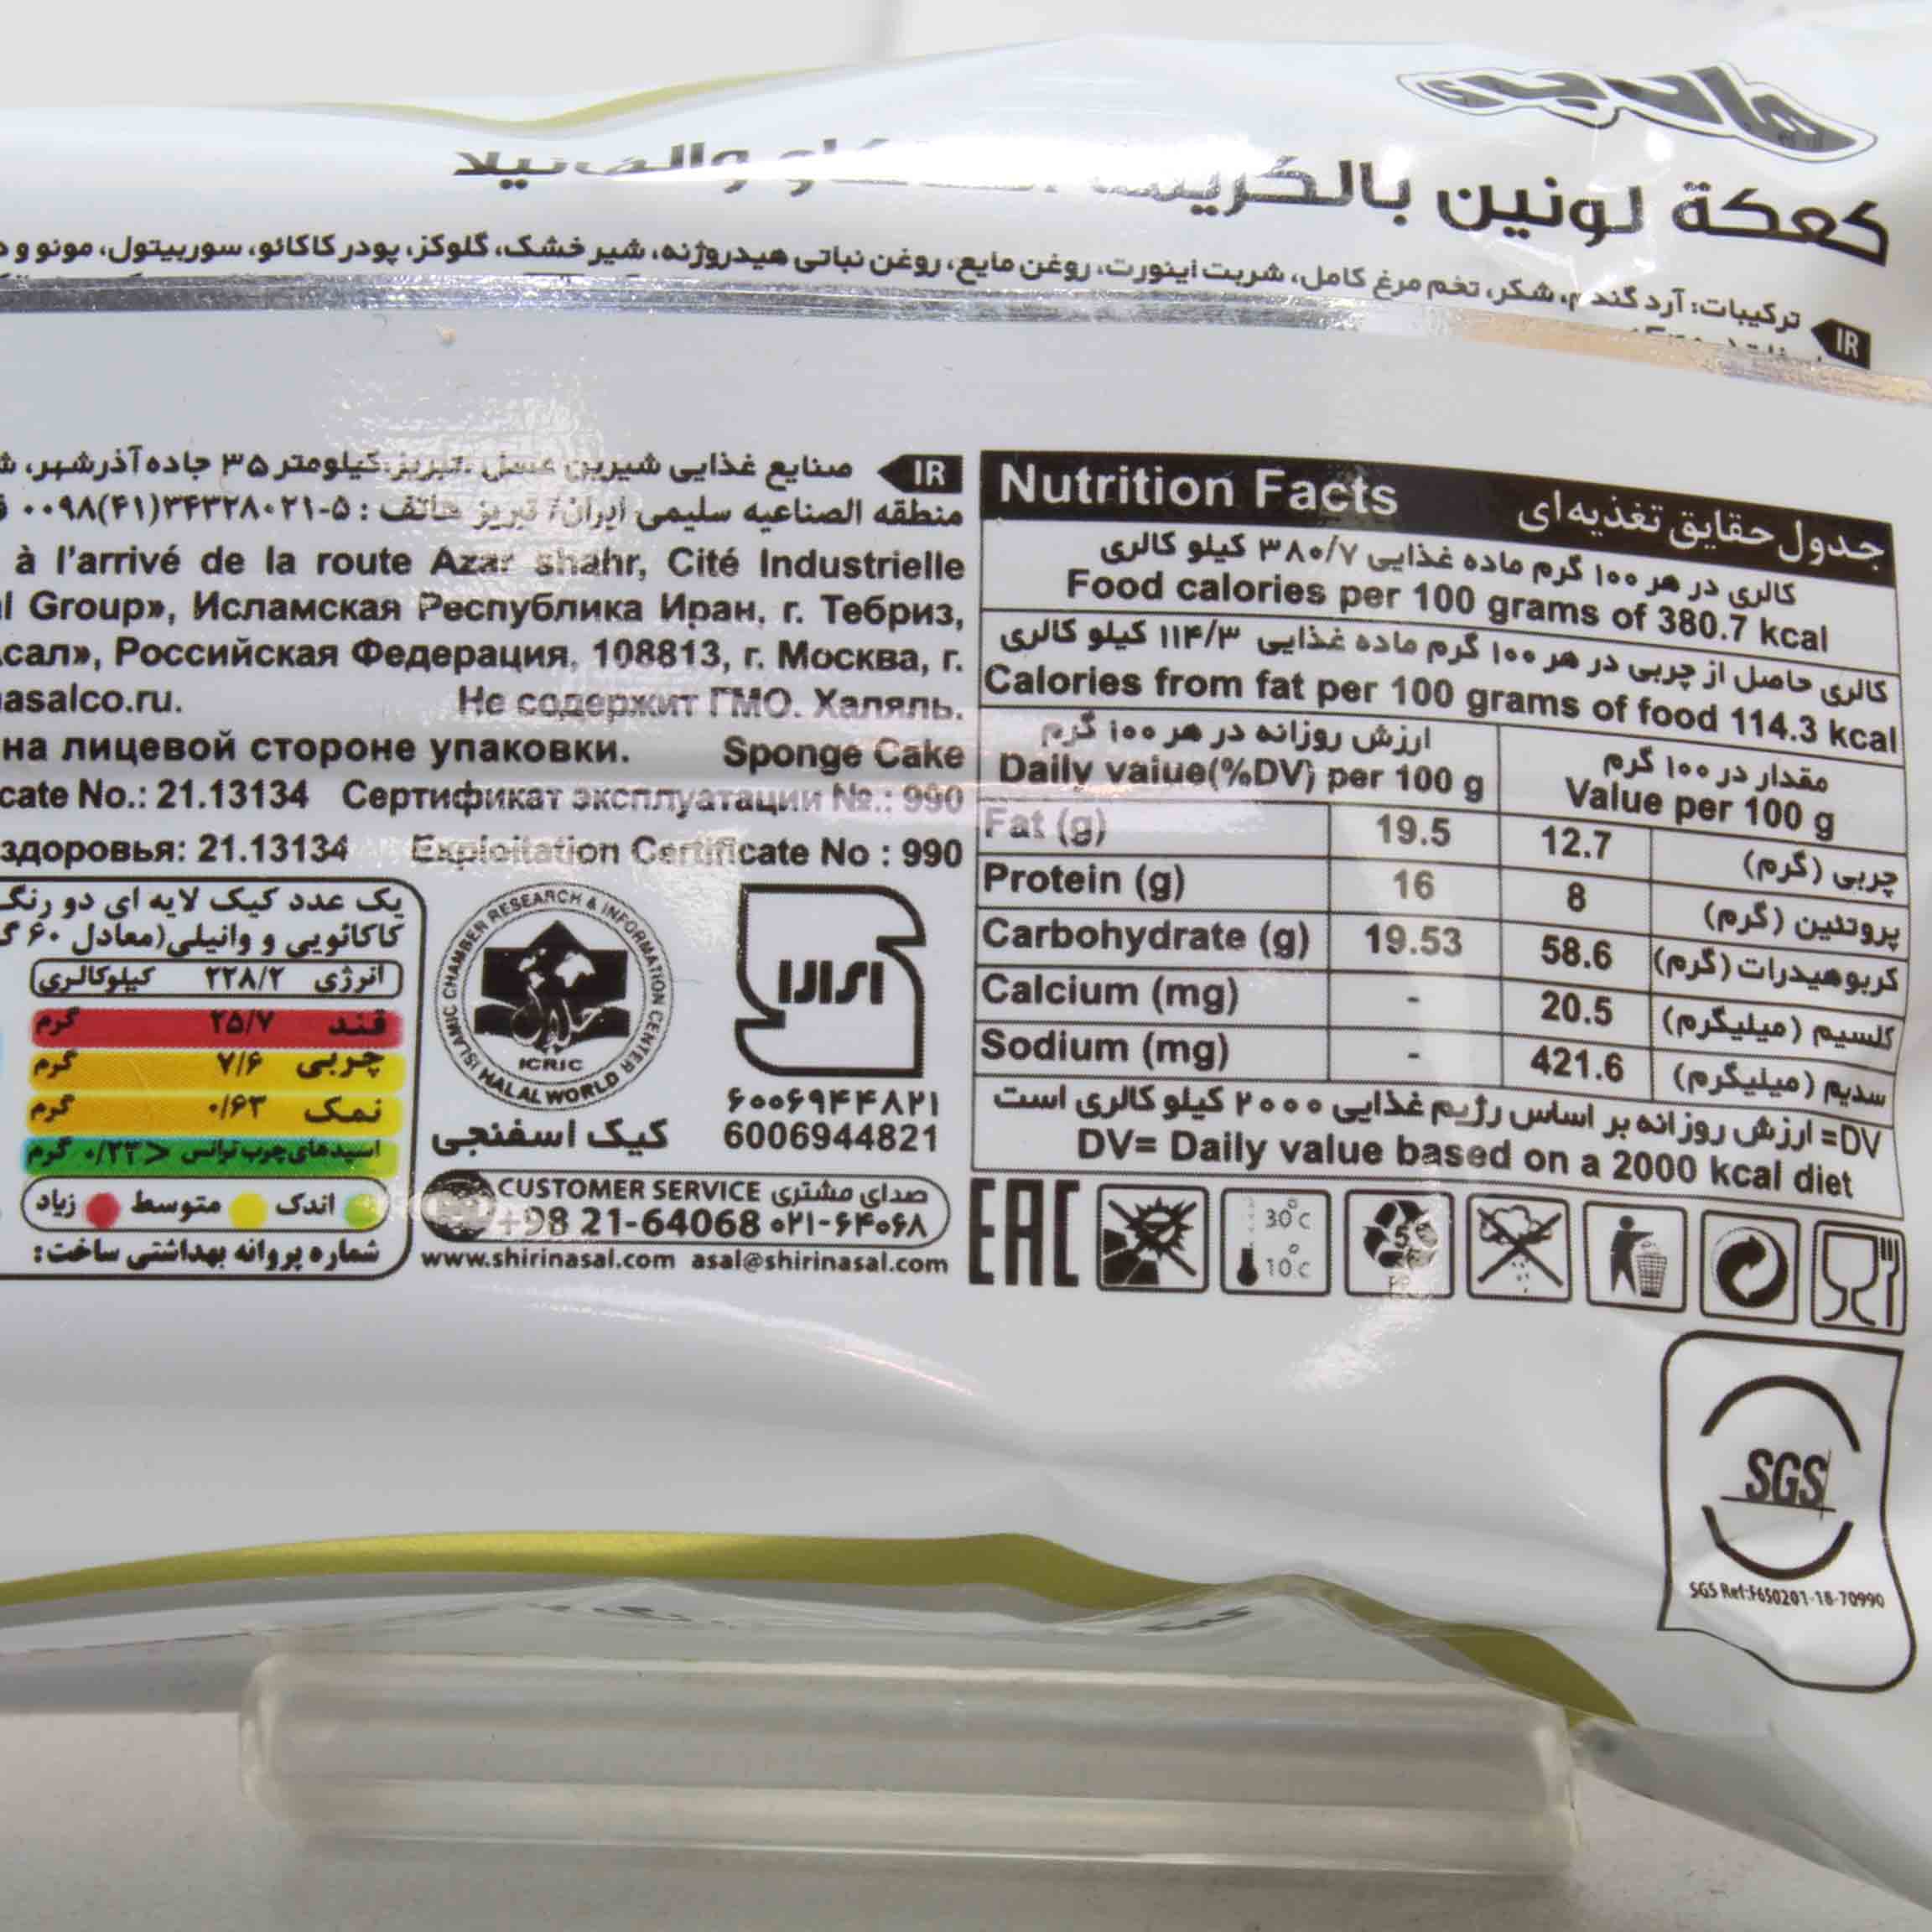 كعكة لونين بالكريمة
ترکیبات: آرد گندم، شکر، تخم مرغ کامل، شربت اینورت، روغن مایع، روغن نباتی هیدروژنه، شیر خشک، گلوکز، پودر کاکائو، سوربیتول، مونو و
IR
IR
صنایع غذایی شیرین عسل، تبریز، کیلومتر ۳۵ جاده آذرشهر،
منطقه الصناعیه سلیمی ایران/ تبریز هاتف : ۵-۳۴۳۲۸۰۲۱(۴۱)۰۰۹۸
à l'arrivé de la route Azar shahr, Cité Industrielle
l Group», Исламская Республика Иран, г. Тебриз,
сал», Российская Федерация, 108813, г. Москва, г.
asalco.ru. Не содержит ГМО. Халяль.
на лицевой стороне упаковки. Sponge Cake
cate No.: 21.13134 Сертификат эксплуатации №.: 990
здоровья: 21.13134 Exploitation Certificate No : 990
Nutrition Facts جدول حقایق تغذیه ای
کالری در هر ۱۰۰ گرم ماده غذایی ۳۸۰/۷ کیلو کالری
Food calories per 100 grams of 380.7 kcal
کالری حاصل از چربی در هر ۱۰۰ گرم ماده غذایی ۱۱۴/۳ کیلو کالری
Calories from fat per 100 grams of food 114.3 kcal
ارزش روزانه در هر ۱۰۰ گرم
Daily value(%DV) per 100 g
مقدار در ۱۰۰ گرم
Value per 100 g
Fat (g) 19.5 12.7 چربی (گرم)
Protein (g) 16 8 پروتئین (گرم)
Carbohydrate (g) 19.53 58.6 کربوهیدرات (گرم)
Calcium (mg) - 20.5 کلسیم (میلیگرم)
Sodium (mg) - 421.6 سدیم (میلیگرم)
DV= ارزش روزانه بر اساس رژیم غذایی ۲۰۰۰ کیلو کالری است
DV= Daily value based on a 2000 kcal diet
یک عدد کیک لایه ای دو رنگ
کاکائویی و وانیلی(معادل ۶۰
انرژی ۲۲۸/۲ کیلوکالری
قند ۲۵/۷ گرم
چربی ۷/۶ گرم
نمک ۰/۶۳ گرم
اسیدهای چرب ترانس <۰/۲۳ گرم
اندک متوسط زیاد
شماره پروانه بهداشتی ساخت:
ISLAMIC CHAMBER RESEARCH & INFORMATION CENTER
حلال
ICRIC
HALAL WORLD
کیک اسفنجی
ISIRI
۶۰۰۶۹۴۴۸۲۱
6006944821
CUSTOMER SERVICE صدای مشتری
+98 21-64068 ۰۲۱-۶۴۰۶۸
www.shirinasal.com asal@shirinasal.com
EAC
30°c
10°c
5
PP
SGS
SGS Ref:F650201-18-70990